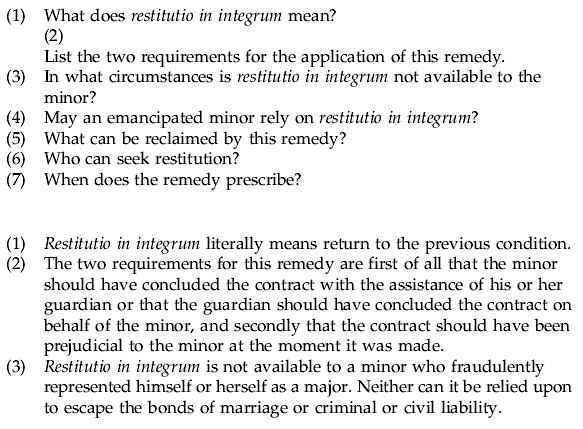 (1) What does restitutio in integrum mean?
(2)
List the two requirements for the application of this remedy.
(3) In what circumstances is restitutio in integrum not available to the
minor?
(4) May an emancipated minor rely on restitutio in integrum?
(5) What can be reclaimed by this remedy?
(6) Who can seek restitution?
(7) When does the remedy prescribe?
(1) Restitutio in integrum literally means return to the previous condition.
(2) The two requirements for this remedy are first of all that the minor
should have concluded the contract with the assistance of his or her
guardian or that the guardian should have concluded the contract on
behalf of the minor, and secondly that the contract should have been
prejudicial to the minor at the moment it was made.
(3) Restitutio in integrum is not available to a minor who fraudulently
represented himself or herself as a major. Neither can it be relied upon
to escape the bonds of marriage or criminal or civil liability.